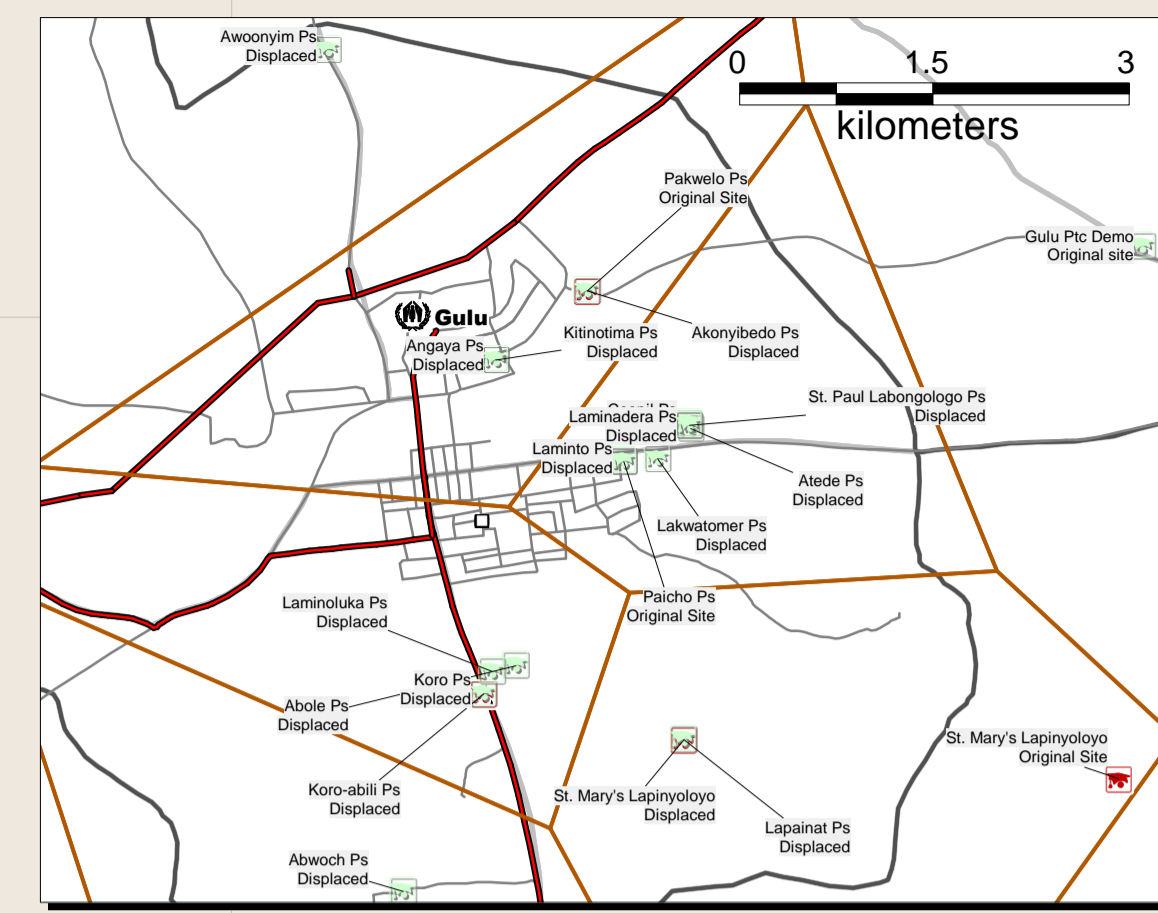 Awoonyim Ps
Displaced
0 1.5 3
kilometers
Pakwelo Ps
Original Site
Gulu Ptc Demo
Original site
Gulu
Angaya Ps
Displaced
Kitinotima Ps
Displaced
Akonyibedo Ps
Displaced
St. Paul Labongologo Ps
Displaced
Laminadera Ps
Displaced
Laminto Ps
Displaced
Atede Ps
Displaced
Lakwatomer Ps
Displaced
Paicho Ps
Original Site
Laminoluka Ps
Displaced
Koro Ps
Displaced
Abole Ps
Displaced
Koro-abili Ps
Displaced
St. Mary's Lapinyoloyo
Original Site
St. Mary's Lapinyoloyo
Displaced
Lapainat Ps
Displaced
Abwoch Ps
Displaced